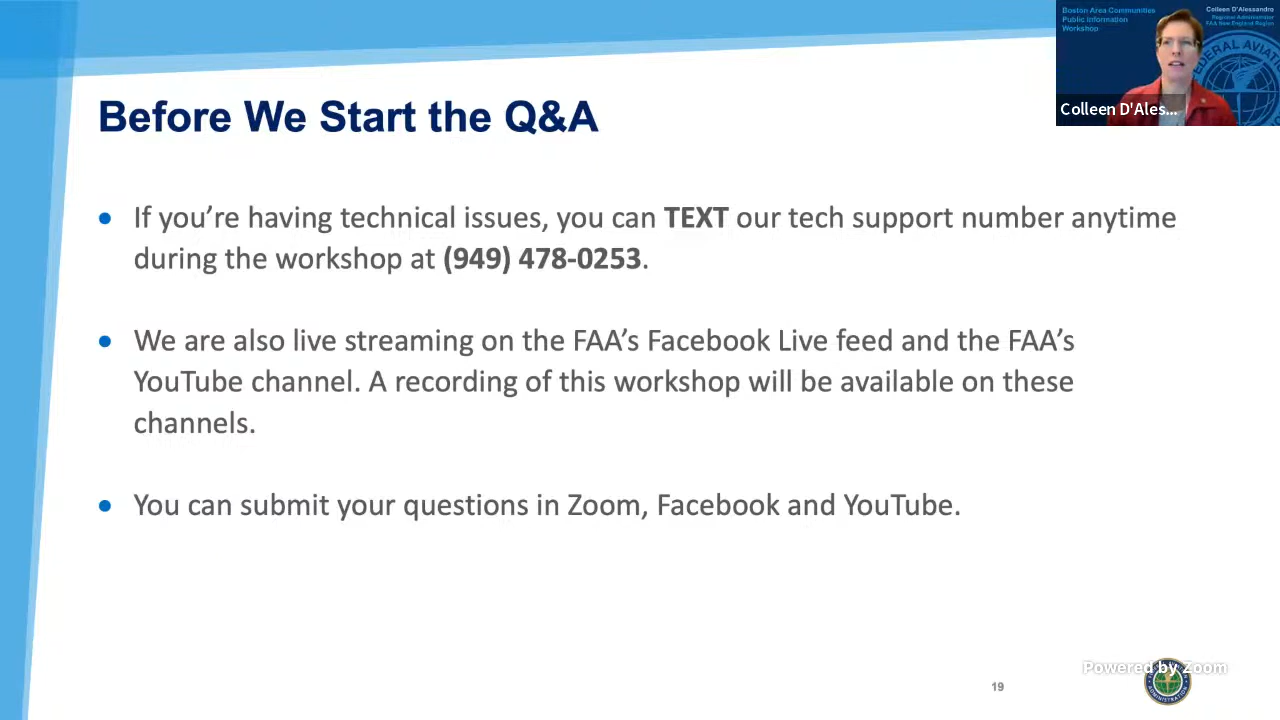 Boston Area Communities
Public Information
Workshop
Colleen D'Alessandro
Regional Administrator
FAA New England Region
FEDERAL AVIATI
Colleen D'Ales...
Before We Start the Q&A
• If you’re having technical issues, you can TEXT our tech support number anytime
during the workshop at (949) 478-0253.
• We are also live streaming on the FAA’s Facebook Live feed and the FAA’s
YouTube channel. A recording of this workshop will be available on these
channels.
• You can submit your questions in Zoom, Facebook and YouTube.
19
Powered by Zoom
ADMINISTRATION